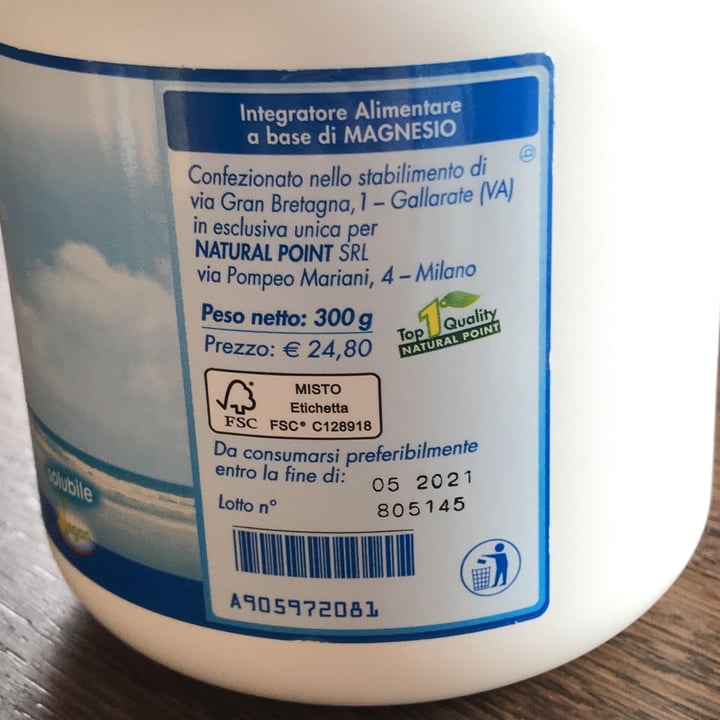 Integratore Alimentare
a base di MAGNESIO
Confezionato nello stabilimento di
via Gran Bretagna, 1 – Gallarate (VA)
in esclusiva unica per
NATURAL POINT SRL
via Pompeo Mariani, 4 – Milano
Peso netto: 300 g
Prezzo: € 24,80
Top 1 Quality
NATURAL POINT
FSC
MISTO
Etichetta
FSC® C128918
Da consumarsi preferibilmente
entro la fine di: 05 2021
Lotto n° 805145
A905972081
solubile